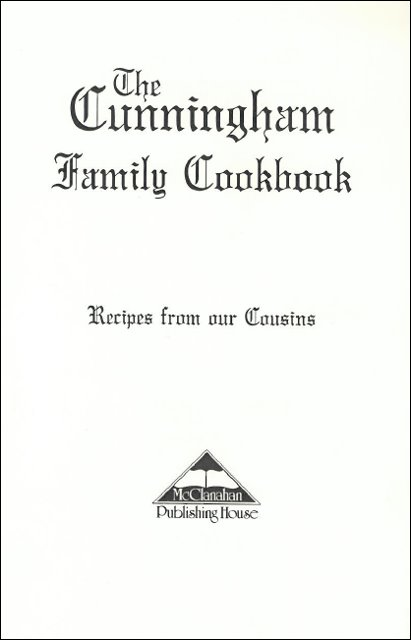 The
Cunningham
Family Cookbook
Recipes from our Cousins
McClanahan
Publishing House